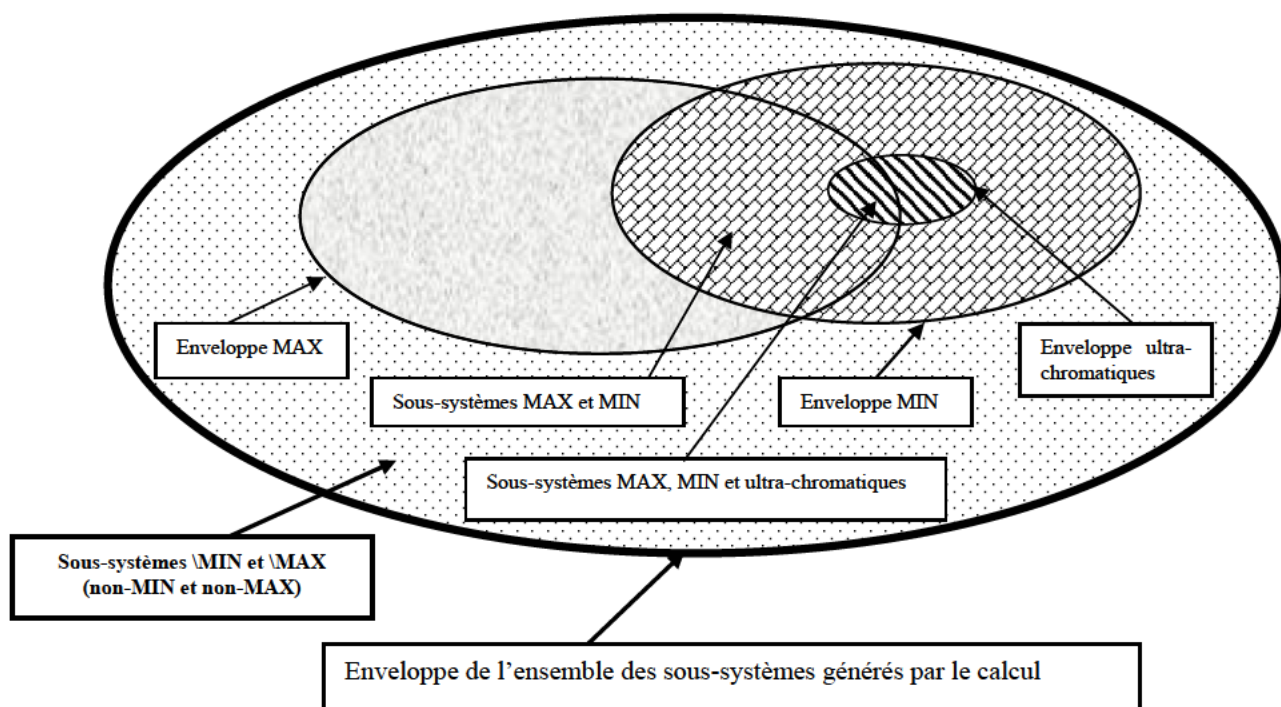 Enveloppe MAX
Enveloppe ultra-
chromatiques
Sous-systèmes MAX et MIN
Enveloppe MIN
Sous-systèmes MAX, MIN et ultra-chromatiques
Sous-systèmes \MIN et \MAX
(non-MIN et non-MAX)
Enveloppe de l’ensemble des sous-systèmes générés par le calcul